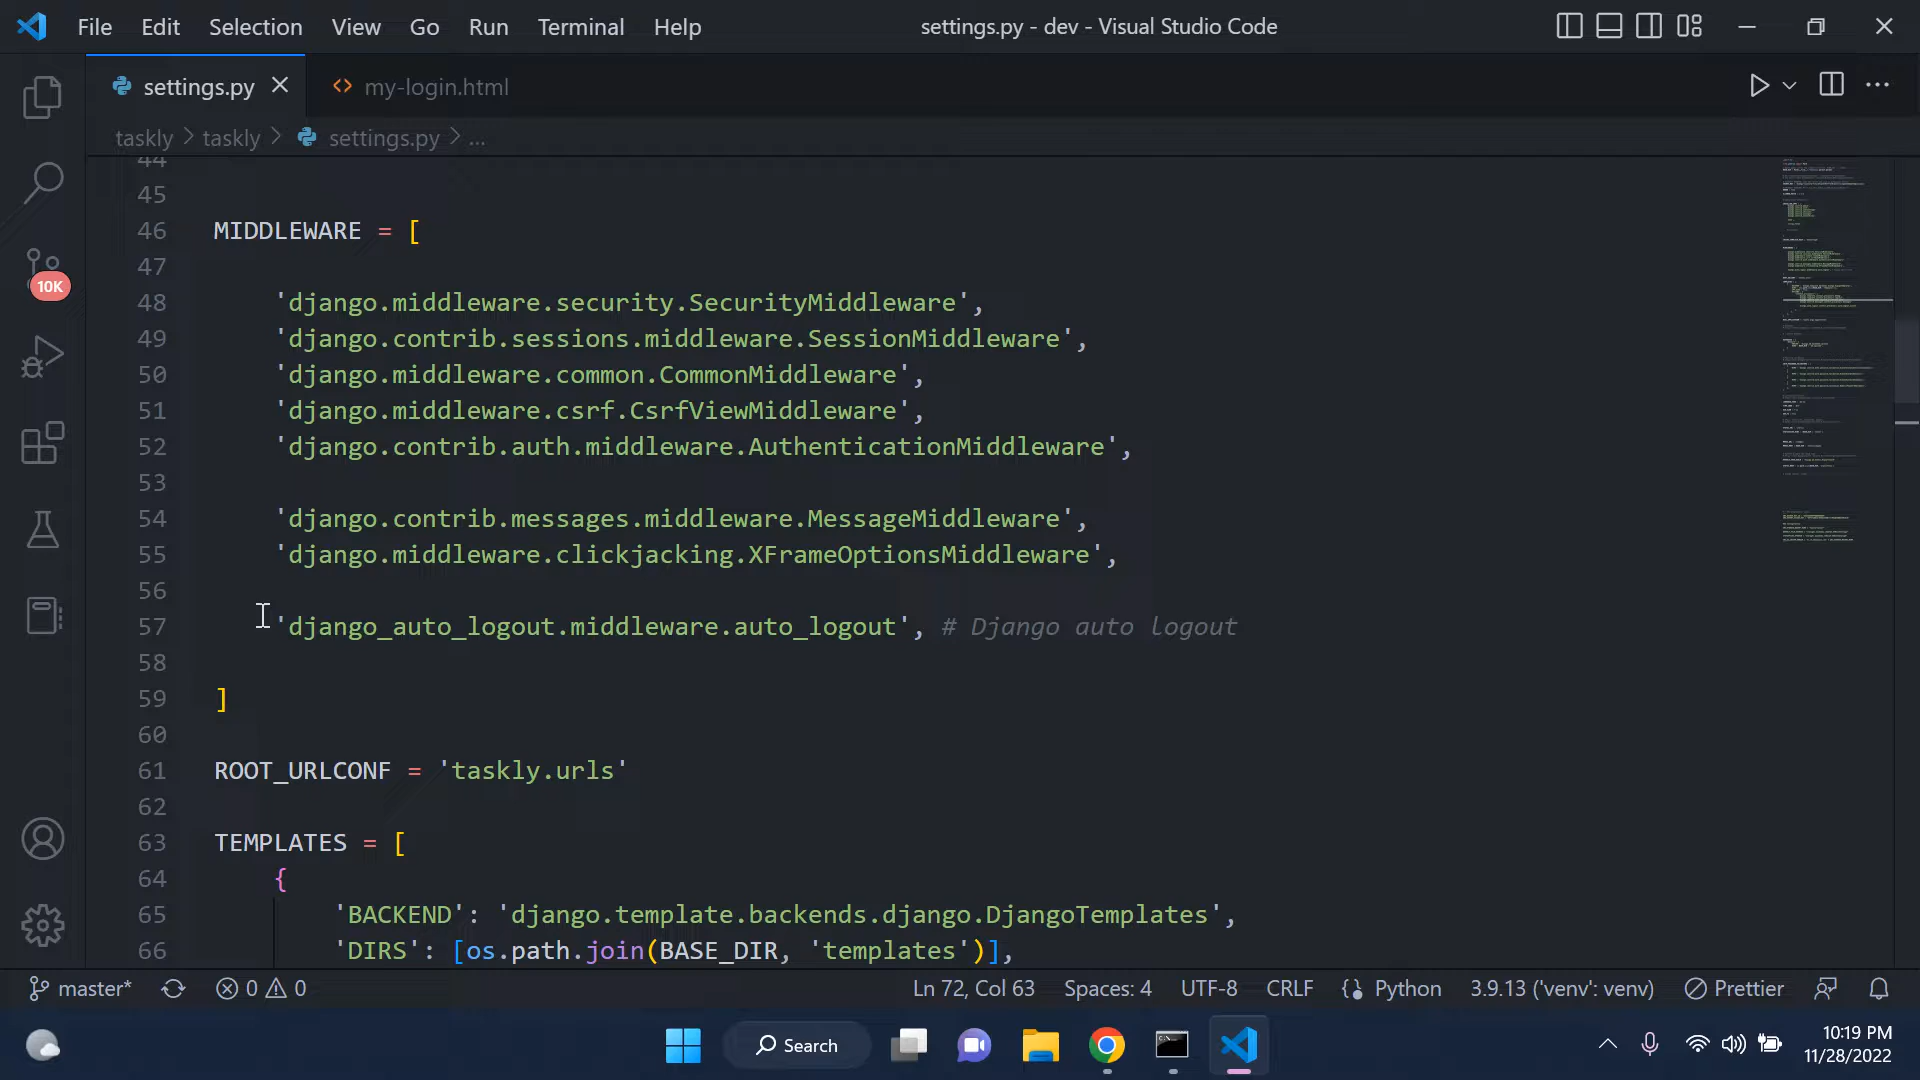 File Edit Selection View Go Run Terminal Help settings.py - dev - Visual Studio Code
settings.py my-login.html
taskly > taskly > settings.py > ...
44
45
46 MIDDLEWARE = [
47
48 'django.middleware.security.SecurityMiddleware',
49 'django.contrib.sessions.middleware.SessionMiddleware',
50 'django.middleware.common.CommonMiddleware',
51 'django.middleware.csrf.CsrfViewMiddleware',
52 'django.contrib.auth.middleware.AuthenticationMiddleware',
53
54 'django.contrib.messages.middleware.MessageMiddleware',
55 'django.middleware.clickjacking.XFrameOptionsMiddleware',
56
57 'django_auto_logout.middleware.auto_logout', # Django auto logout
58
59 ]
60
61 ROOT_URLCONF = 'taskly.urls'
62
63 TEMPLATES = [
64 {
65 'BACKEND': 'django.template.backends.django.DjangoTemplates',
66 'DIRS': [os.path.join(BASE_DIR, 'templates')],
10K
master* 0 0 Ln 72, Col 63 Spaces: 4 UTF-8 CRLF Python 3.9.13 ('venv': venv) Prettier
Search
10:19 PM
11/28/2022